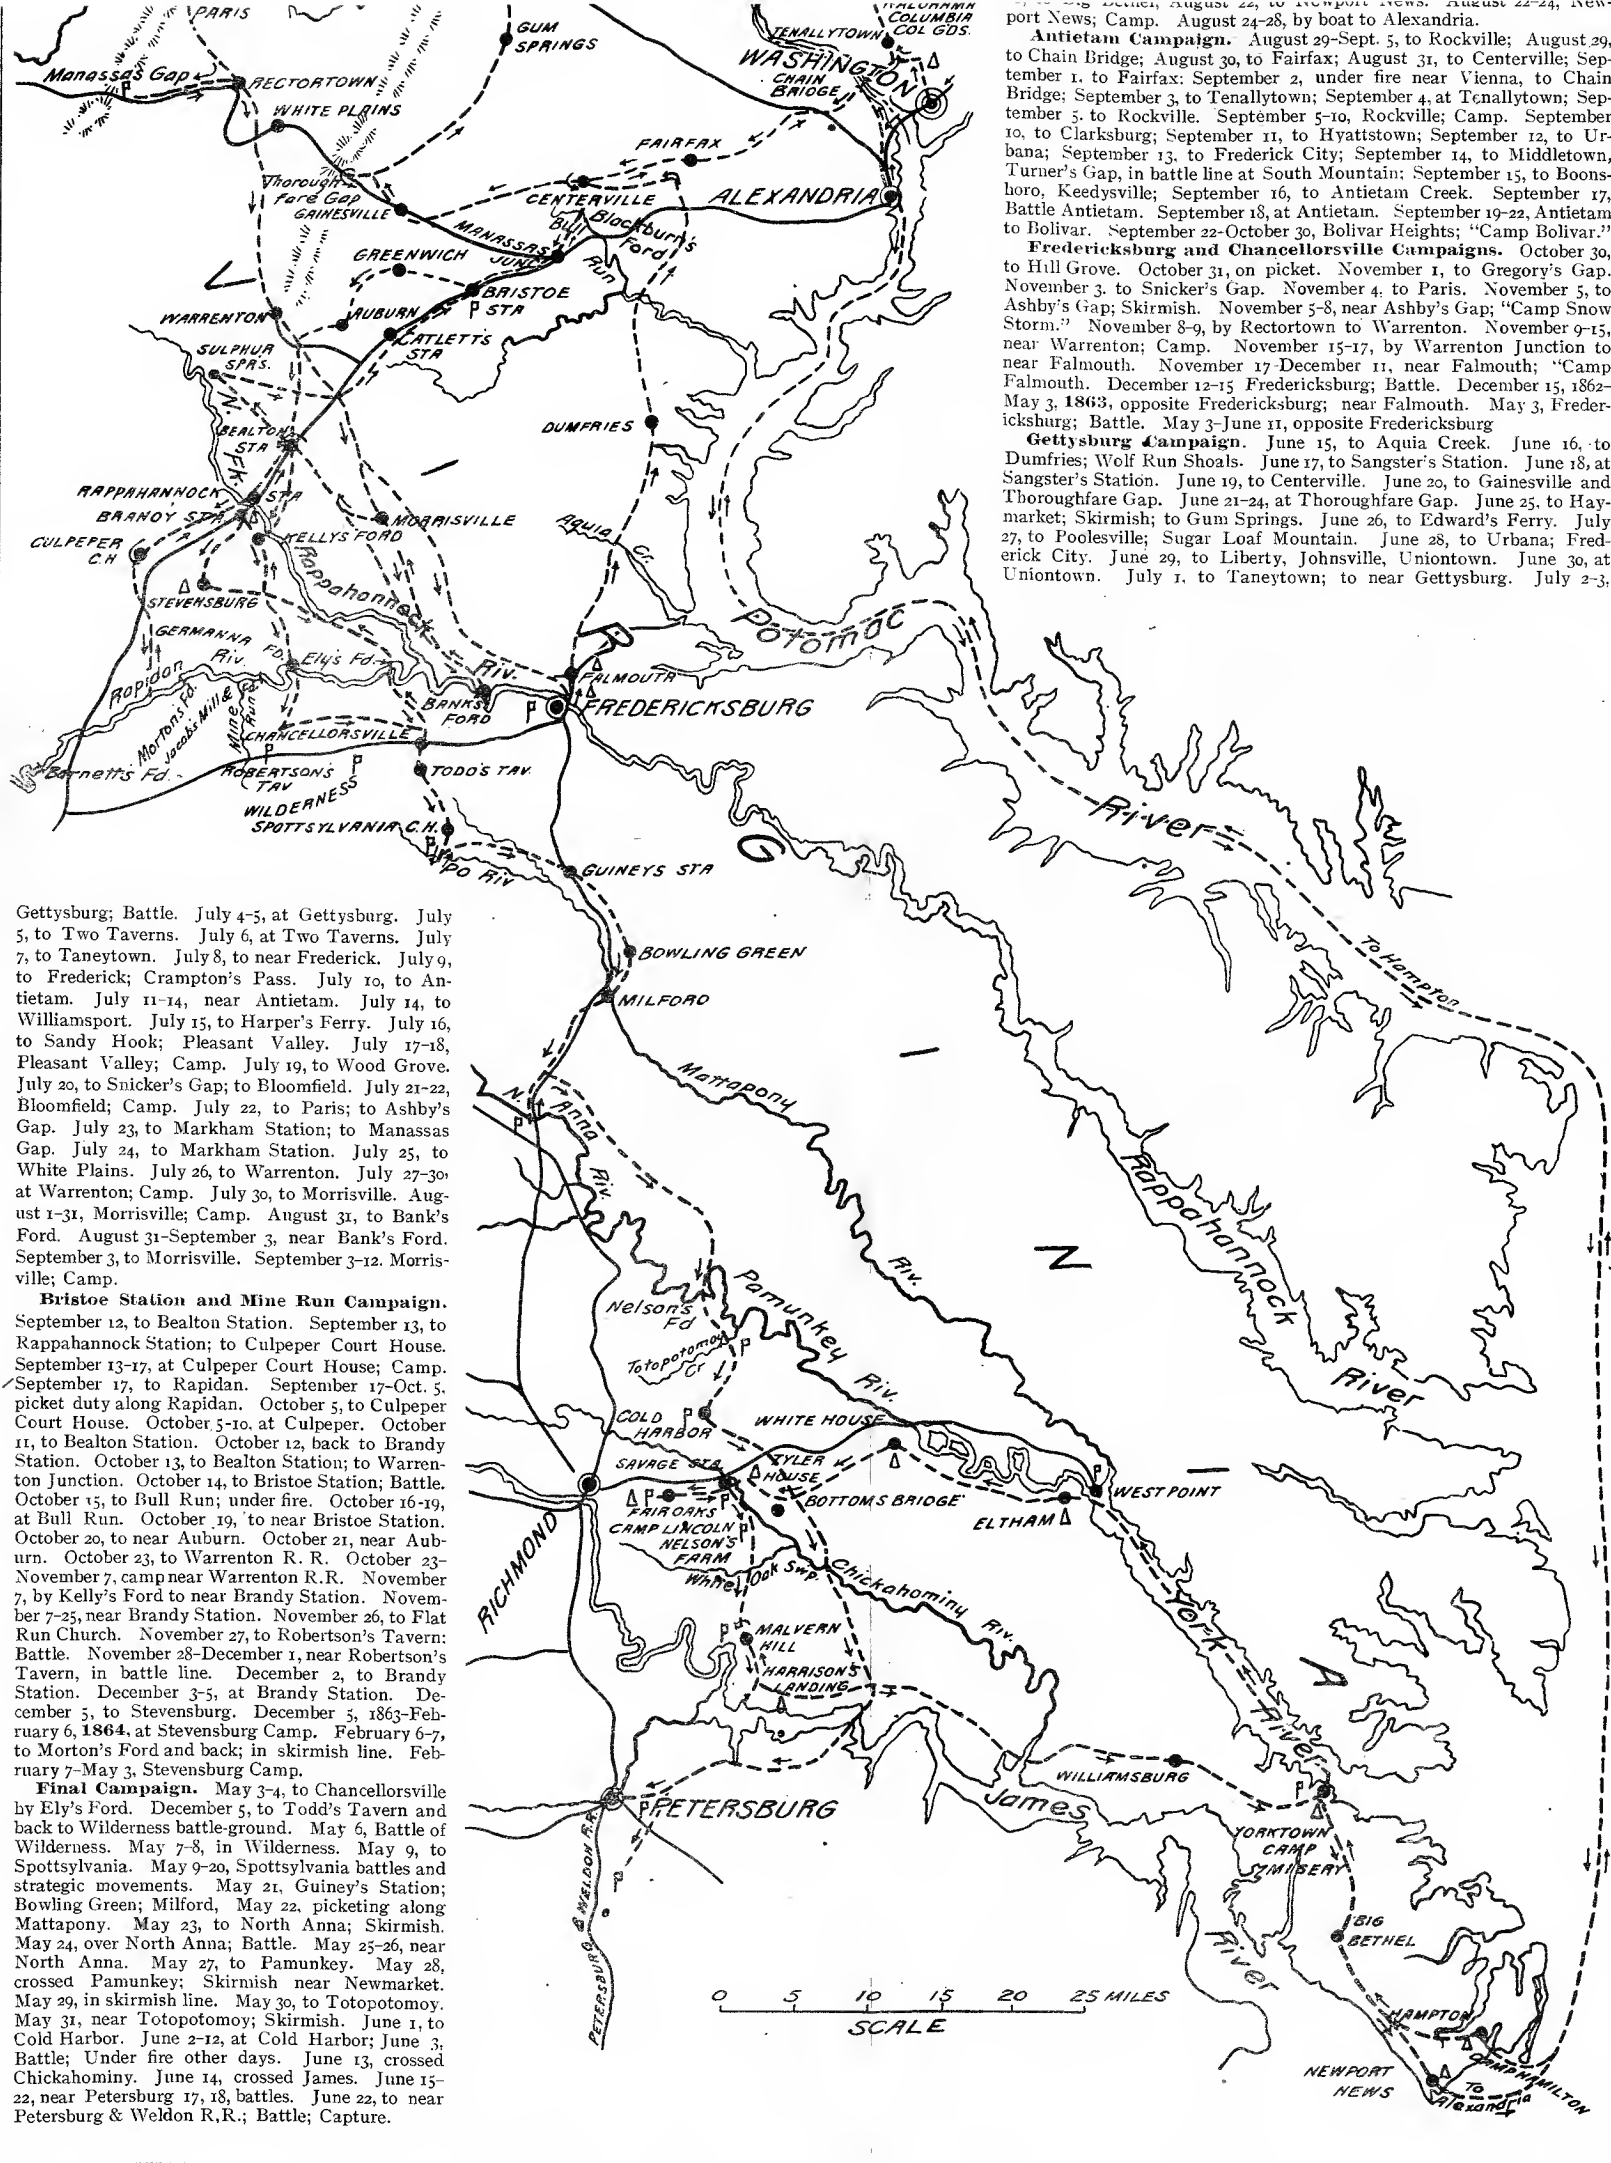 port News; Camp. August 24-28, by boat to Alexandria.
Antietam Campaign. August 29-Sept. 5, to Rockville; August 29,
to Chain Bridge; August 30, to Fairfax; August 31, to Centerville; Sep-
tember 1, to Fairfax: September 2, under fire near Vienna, to Chain
Bridge; September 3, to Tenallytown; September 4, at Tenallytown; Sep-
tember 5. to Rockville. September 5-10, Rockville; Camp. September
10, to Clarksburg; September 11, to Hyattstown; September 12, to Ur-
bana; September 13, to Frederick City; September 14, to Middletown,
Turner's Gap, in battle line at South Mountain; September 15, to Boons-
boro, Keedysville; September 16, to Antietam Creek. September 17,
Battle Antietam. September 18, at Antietam. September 19-22, Antietam
to Bolivar. September 22-October 30, Bolivar Heights; "Camp Bolivar."
Fredericksburg and Chancellorsville Campaigns. October 30,
to Hill Grove. October 31, on picket. November 1, to Gregory's Gap.
November 3. to Snicker's Gap. November 4. to Paris. November 5, to
Ashby's Gap; Skirmish. November 5-8, near Ashby's Gap; "Camp Snow
Storm." November 8-9, by Rectortown to Warrenton. November 9-15,
near Warrenton; Camp. November 15-17, by Warrenton Junction to
near Falmouth. November 17-December 11, near Falmouth; "Camp
Falmouth. December 12-15 Fredericksburg; Battle. December 15, 1862-
May 3, 1863, opposite Fredericksburg; near Falmouth. May 3, Freder-
icksburg; Battle. May 3-June 11, opposite Fredericksburg
Gettysburg Campaign. June 15, to Aquia Creek. June 16, to
Dumfries; Wolf Run Shoals. June 17, to Sangster's Station. June 18, at
Sangster's Station. June 19, to Centerville. June 20, to Gainesville and
Thoroughfare Gap. June 21-24, at Thoroughfare Gap. June 25, to Hay-
market; Skirmish; to Gum Springs. June 26, to Edward's Ferry. July
27, to Poolesville; Sugar Loaf Mountain. June 28, to Urbana; Fred-
erick City. June 29, to Liberty, Johnsville, Uniontown. June 30, at
Uniontown. July 1, to Taneytown; to near Gettysburg. July 2-3,
Gettysburg; Battle. July 4-5, at Gettysburg. July
5, to Two Taverns. July 6, at Two Taverns. July
7, to Taneytown. July 8, to near Frederick. July 9,
to Frederick; Crampton's Pass. July 10, to An-
tietam. July 11-14, near Antietam. July 14, to
Williamsport. July 15, to Harper's Ferry. July 16,
to Sandy Hook; Pleasant Valley. July 17-18,
Pleasant Valley; Camp. July 19, to Wood Grove.
July 20, to Snicker's Gap; to Bloomfield. July 21-22,
Bloomfield; Camp. July 22, to Paris; to Ashby's
Gap. July 23, to Markham Station; to Manassas
Gap. July 24, to Markham Station. July 25, to
White Plains. July 26, to Warrenton. July 27-30,
at Warrenton; Camp. July 30, to Morrisville. Aug-
ust 1-31, Morrisville; Camp. August 31, to Bank's
Ford. August 31-September 3, near Bank's Ford.
September 3, to Morrisville. September 3-12. Morris-
ville; Camp.
Bristoe Station and Mine Run Campaign.
September 12, to Bealton Station. September 13, to
Rappahannock Station; to Culpeper Court House.
September 13-17, at Culpeper Court House; Camp.
September 17, to Rapidan. September 17-Oct. 5,
picket duty along Rapidan. October 5, to Culpeper
Court House. October 5-10, at Culpeper. October
11, to Bealton Station. October 12, back to Brandy
Station. October 13, to Bealton Station; to Warren-
ton Junction. October 14, to Bristoe Station; Battle.
October 15, to Bull Run; under fire. October 16-19,
at Bull Run. October 19, to near Bristoe Station.
October 20, to near Auburn. October 21, near Aub-
urn. October 23, to Warrenton R. R. October 23-
November 7, camp near Warrenton R.R. November
7, by Kelly's Ford to near Brandy Station. Novem-
ber 7-25, near Brandy Station. November 26, to Flat
Run Church. November 27, to Robertson's Tavern:
Battle. November 28-December 1, near Robertson's
Tavern, in battle line. December 2, to Brandy
Station. December 3-5, at Brandy Station. De-
cember 5, to Stevensburg. December 5, 1863-Feb-
ruary 6, 1864, at Stevensburg Camp. February 6-7,
to Morton's Ford and back; in skirmish line. Feb-
ruary 7-May 3, Stevensburg Camp.
Final Campaign. May 3-4, to Chancellorsville
by Ely's Ford. December 5, to Todd's Tavern and
back to Wilderness battle-ground. May 6, Battle of
Wilderness. May 7-8, in Wilderness. May 9, to
Spottsylvania. May 9-20, Spottsylvania battles and
strategic movements. May 21, Guiney's Station;
Bowling Green; Milford, May 22, picketing along
Mattapony. May 23, to North Anna; Skirmish.
May 24, over North Anna; Battle. May 25-26, near
North Anna. May 27, to Pamunkey. May 28,
crossed Pamunkey; Skirmish near Newmarket.
May 29, in skirmish line. May 30, to Totopotomoy.
May 31, near Totopotomoy; Skirmish. June 1, to
Cold Harbor. June 2-12, at Cold Harbor; June 3,
Battle; Under fire other days. June 13, crossed
Chickahominy. June 14, crossed James. June 15-
22, near Petersburg 17, 18, battles. June 22, to near
Petersburg & Weldon R.R.; Battle; Capture.
PARIS
GUM
SPRINGS
COLUMBIA
COL GDS.
TENALLYTOWN
WASHINGTON
CHAIN
BRIDGE
Manassas Gap
RECTORTOWN
WHITE PLAINS
FAIRFAX
Thorough
fare Gap
GAINESVILLE
CENTERVILLE
ALEXANDRIA
MANASSAS
JUNC
Bull
Run
Blackburn's
Ford
GREENWICH
BRISTOE
STA
WARRENTON
AUBURN
CATLETT'S
STA
SULPHUR
SPRS.
N. Fk.
BEALTON
STA
DUMFRIES
RAPPAHANNOCK STA
BRANDY STA
MORRISVILLE
CULPEPER
C.H
KELLYS FORD
Aquia Cr.
Rappahannock Riv.
STEVENSBURG
GERMANNA
Fd.
Rapidan Riv.
Ely's Fd.
Potomac River
FALMOUTH
BANKS
FORD
FREDERICKSBURG
Mortons Fd.
Jacobs Mill &
Mine Run
CHANCELLORSVILLE
Barnett's Fd.
ROBERTSON'S
TAV
TODD'S TAV.
WILDERNESS
SPOTTSYLVANIA C.H.
PO Riv
GUINEYS STA
BOWLING GREEN
MILFORD
To Hampton
Mattapony Riv.
N. Anna Riv.
Rappahannock River
Pamunkey Riv.
Nelson's
Fd
Totopotomoy
Cr
COLD
HARBOR
WHITE HOUSE
SAVAGE STA.
TYLER
HOUSE
BOTTOMS BRIDGE
WEST POINT
ELTHAM
FAIR OAKS
CAMP LINCOLN
NELSON'S
FARM
RICHMOND
White Oak Swp.
Chickahominy Riv.
York River
MALVERN
HILL
HARRISON'S
LANDING
WILLIAMSBURG
James River
PETERSBURG
PETERSBURG & WELDON R.R.
YORKTOWN
CAMP
MISERY
BIG
BETHEL
HAMPTON
CAMP HAMILTON
NEWPORT
NEWS
To
Alexandria
V I R G I N I A
0 5 10 15 20 25 MILES
SCALE